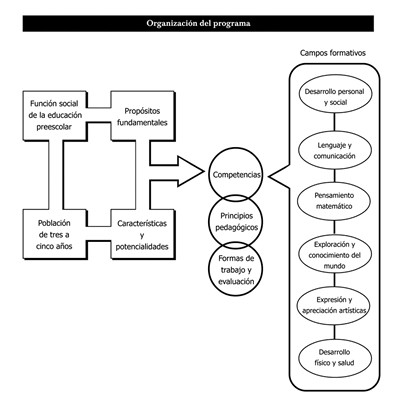 Organización del programa
Campos formativos
Función social
de la educación
preescolar
Propósitos
fundamentales
Población
de tres a
cinco años
Características
y
potencialidades
Competencias
Principios
pedagógicos
Formas de
trabajo y
evaluación
Desarrollo personal
y social
Lenguaje y
comunicación
Pensamiento
matemático
Exploración y
conocimiento del
mundo
Expresión y
apreciación artísticas
Desarrollo
físico y salud